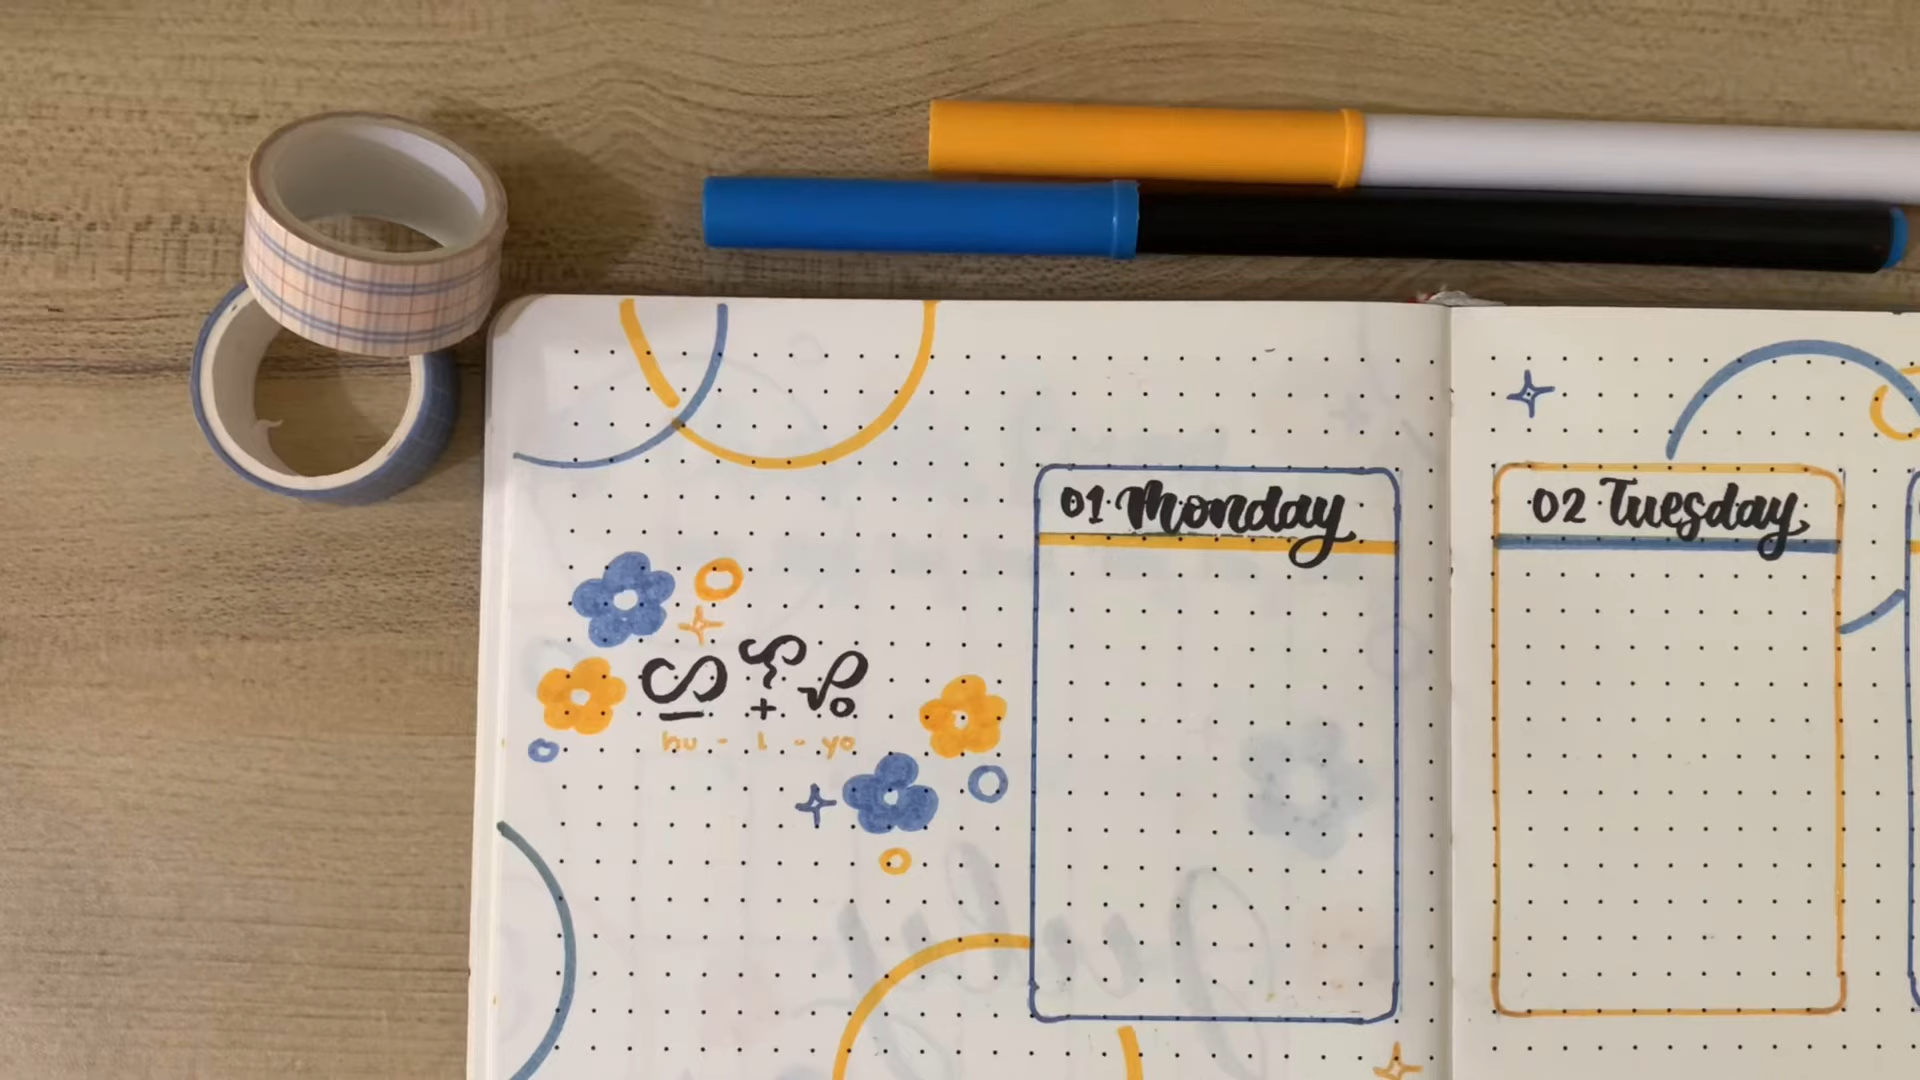 ᜑᜓᜎ᜔ᜌᜓ
hu - l - yo
01 Monday
02 Tuesday